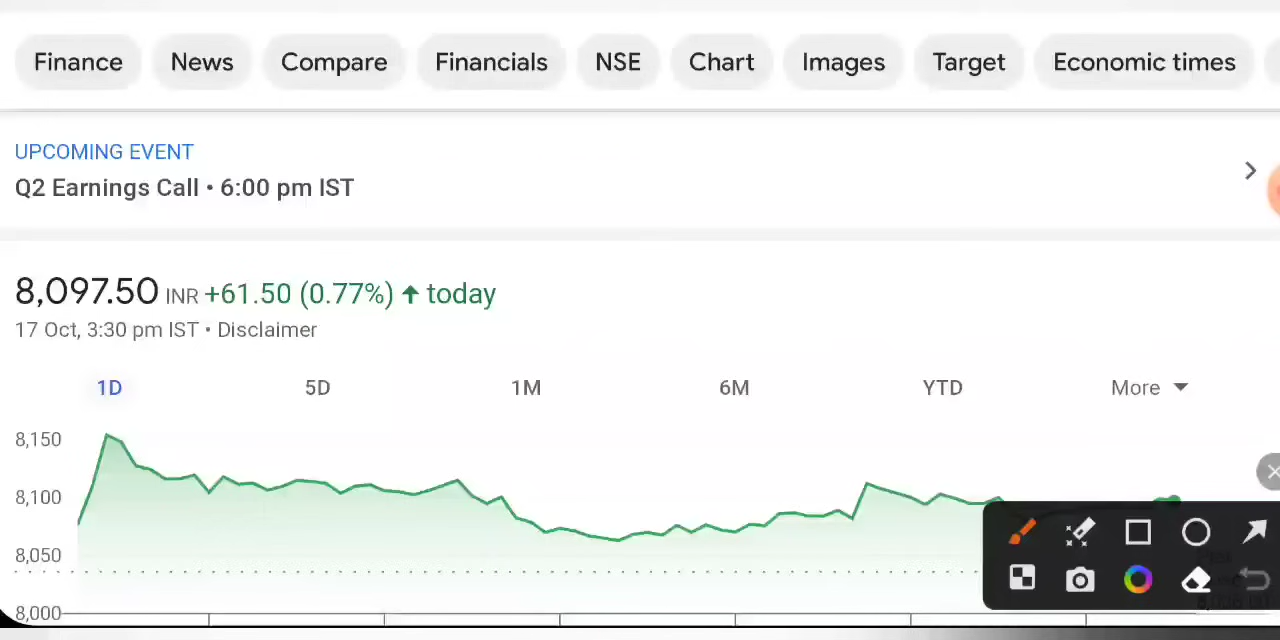 Finance News Compare Financials NSE Chart Images Target Economic times
UPCOMING EVENT
Q2 Earnings Call • 6:00 pm IST
8,097.50 INR +61.50 (0.77%) ↑ today
17 Oct, 3:30 pm IST • Disclaimer
1D 5D 1M 6M YTD More
8,150
8,100
8,050
8,000